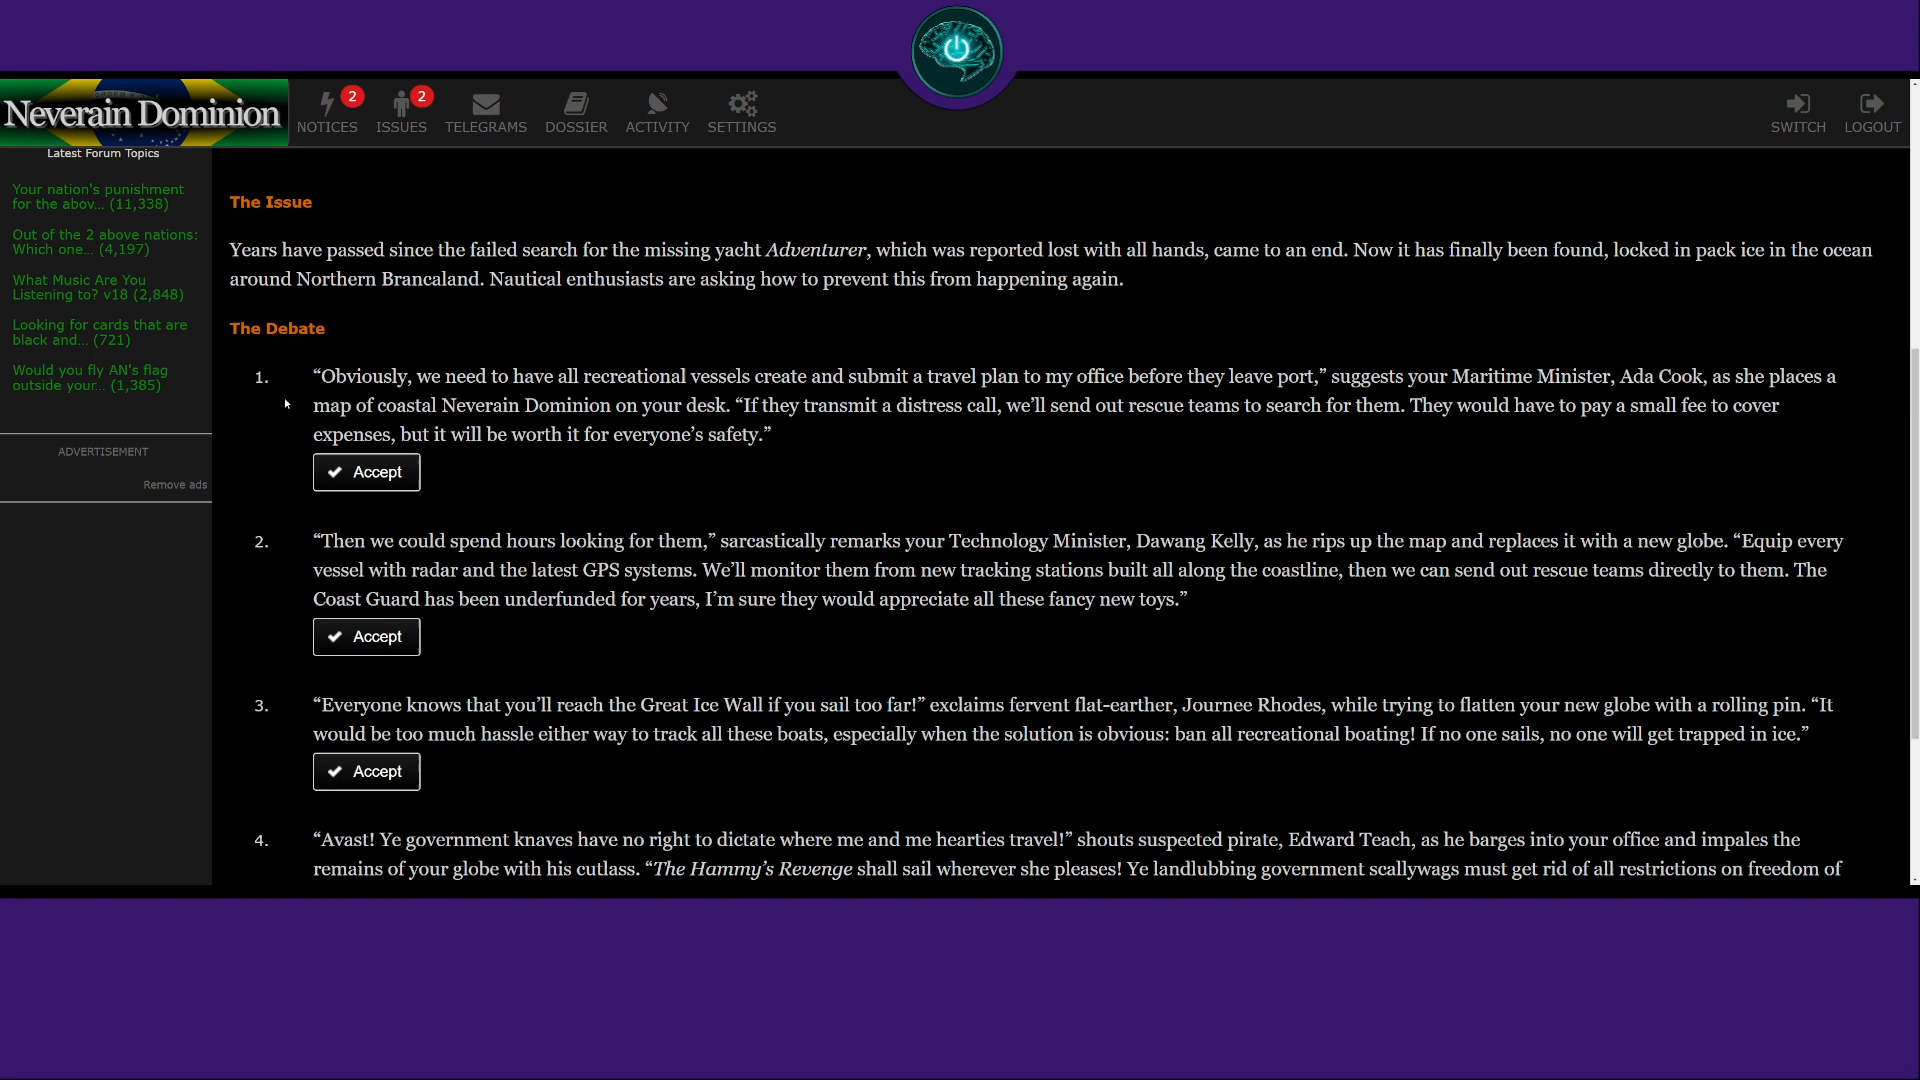 Neverain Dominion
2
NOTICES
2
ISSUES
TELEGRAMS
DOSSIER
ACTIVITY
SETTINGS
SWITCH
LOGOUT
Latest Forum Topics
Your nation's punishment
for the abov... (11,338)
Out of the 2 above nations:
Which one... (4,197)
What Music Are You
Listening to? v18 (2,848)
Looking for cards that are
black and... (721)
Would you fly AN's flag
outside your... (1,385)
ADVERTISEMENT
Remove ads
The Issue
Years have passed since the failed search for the missing yacht Adventurer, which was reported lost with all hands, came to an end. Now it has finally been found, locked in pack ice in the ocean
around Northern Brancaland. Nautical enthusiasts are asking how to prevent this from happening again.
The Debate
1. “Obviously, we need to have all recreational vessels create and submit a travel plan to my office before they leave port,” suggests your Maritime Minister, Ada Cook, as she places a
map of coastal Neverain Dominion on your desk. “If they transmit a distress call, we’ll send out rescue teams to search for them. They would have to pay a small fee to cover
expenses, but it will be worth it for everyone’s safety.”
Accept
2. “Then we could spend hours looking for them,” sarcastically remarks your Technology Minister, Dawang Kelly, as he rips up the map and replaces it with a new globe. “Equip every
vessel with radar and the latest GPS systems. We’ll monitor them from new tracking stations built all along the coastline, then we can send out rescue teams directly to them. The
Coast Guard has been underfunded for years, I’m sure they would appreciate all these fancy new toys.”
Accept
3. “Everyone knows that you’ll reach the Great Ice Wall if you sail too far!” exclaims fervent flat-earther, Journee Rhodes, while trying to flatten your new globe with a rolling pin. “It
would be too much hassle either way to track all these boats, especially when the solution is obvious: ban all recreational boating! If no one sails, no one will get trapped in ice.”
Accept
4. “Avast! Ye government knaves have no right to dictate where me and me hearties travel!” shouts suspected pirate, Edward Teach, as he barges into your office and impales the
remains of your globe with his cutlass. “The Hammy’s Revenge shall sail wherever she pleases! Ye landlubbing government scallywags must get rid of all restrictions on freedom of